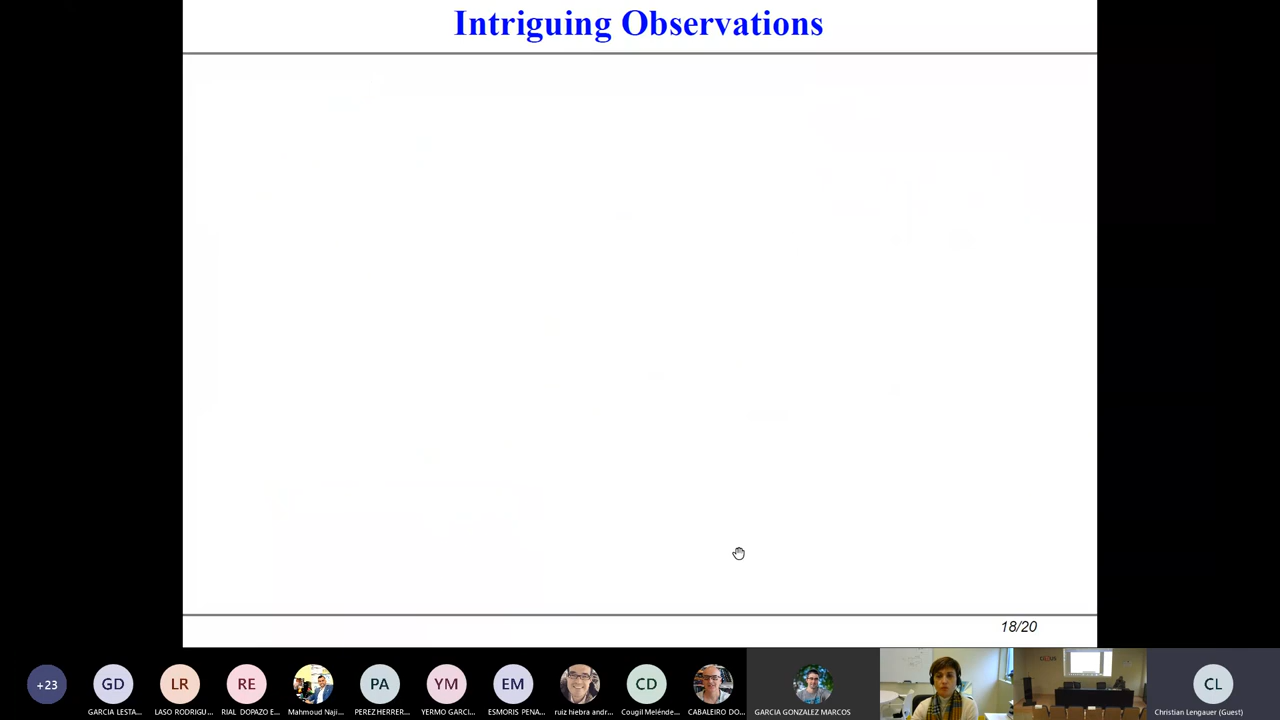 Intriguing Observations
18/20
+23
GD
LR
RE
PA
YM
EM
CD
CL
GARCIA LESTA...
LASO RODRIGU...
RIAL DOPAZO E...
Mahmoud Naji...
PEREZ HERRER...
YERMO GARCI...
ESMORIS PENA...
ruiz hiebra andr...
Cougil Meléndez...
CABALEIRO DO...
GARCIA GONZALEZ MARCOS
Christian Lengauer (Guest)